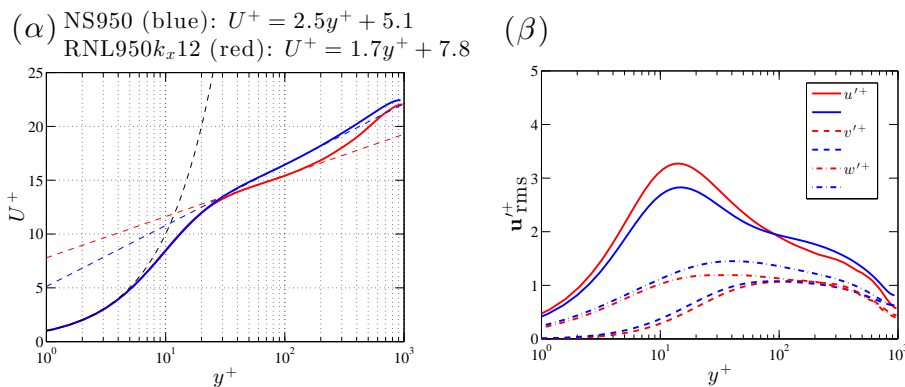 (α) NS950 (blue): U⁺ = 2.5y⁺ + 5.1
RNL950kₓ12 (red): U⁺ = 1.7y⁺ + 7.8
(β)
25
20
15
10
5
0
10⁰ 10¹ 10² 10³
U⁺
y⁺
5
4
3
2
1
0
10⁰ 10¹ 10² 10³
u′⁺rms
y⁺
u′⁺
v′⁺
w′⁺